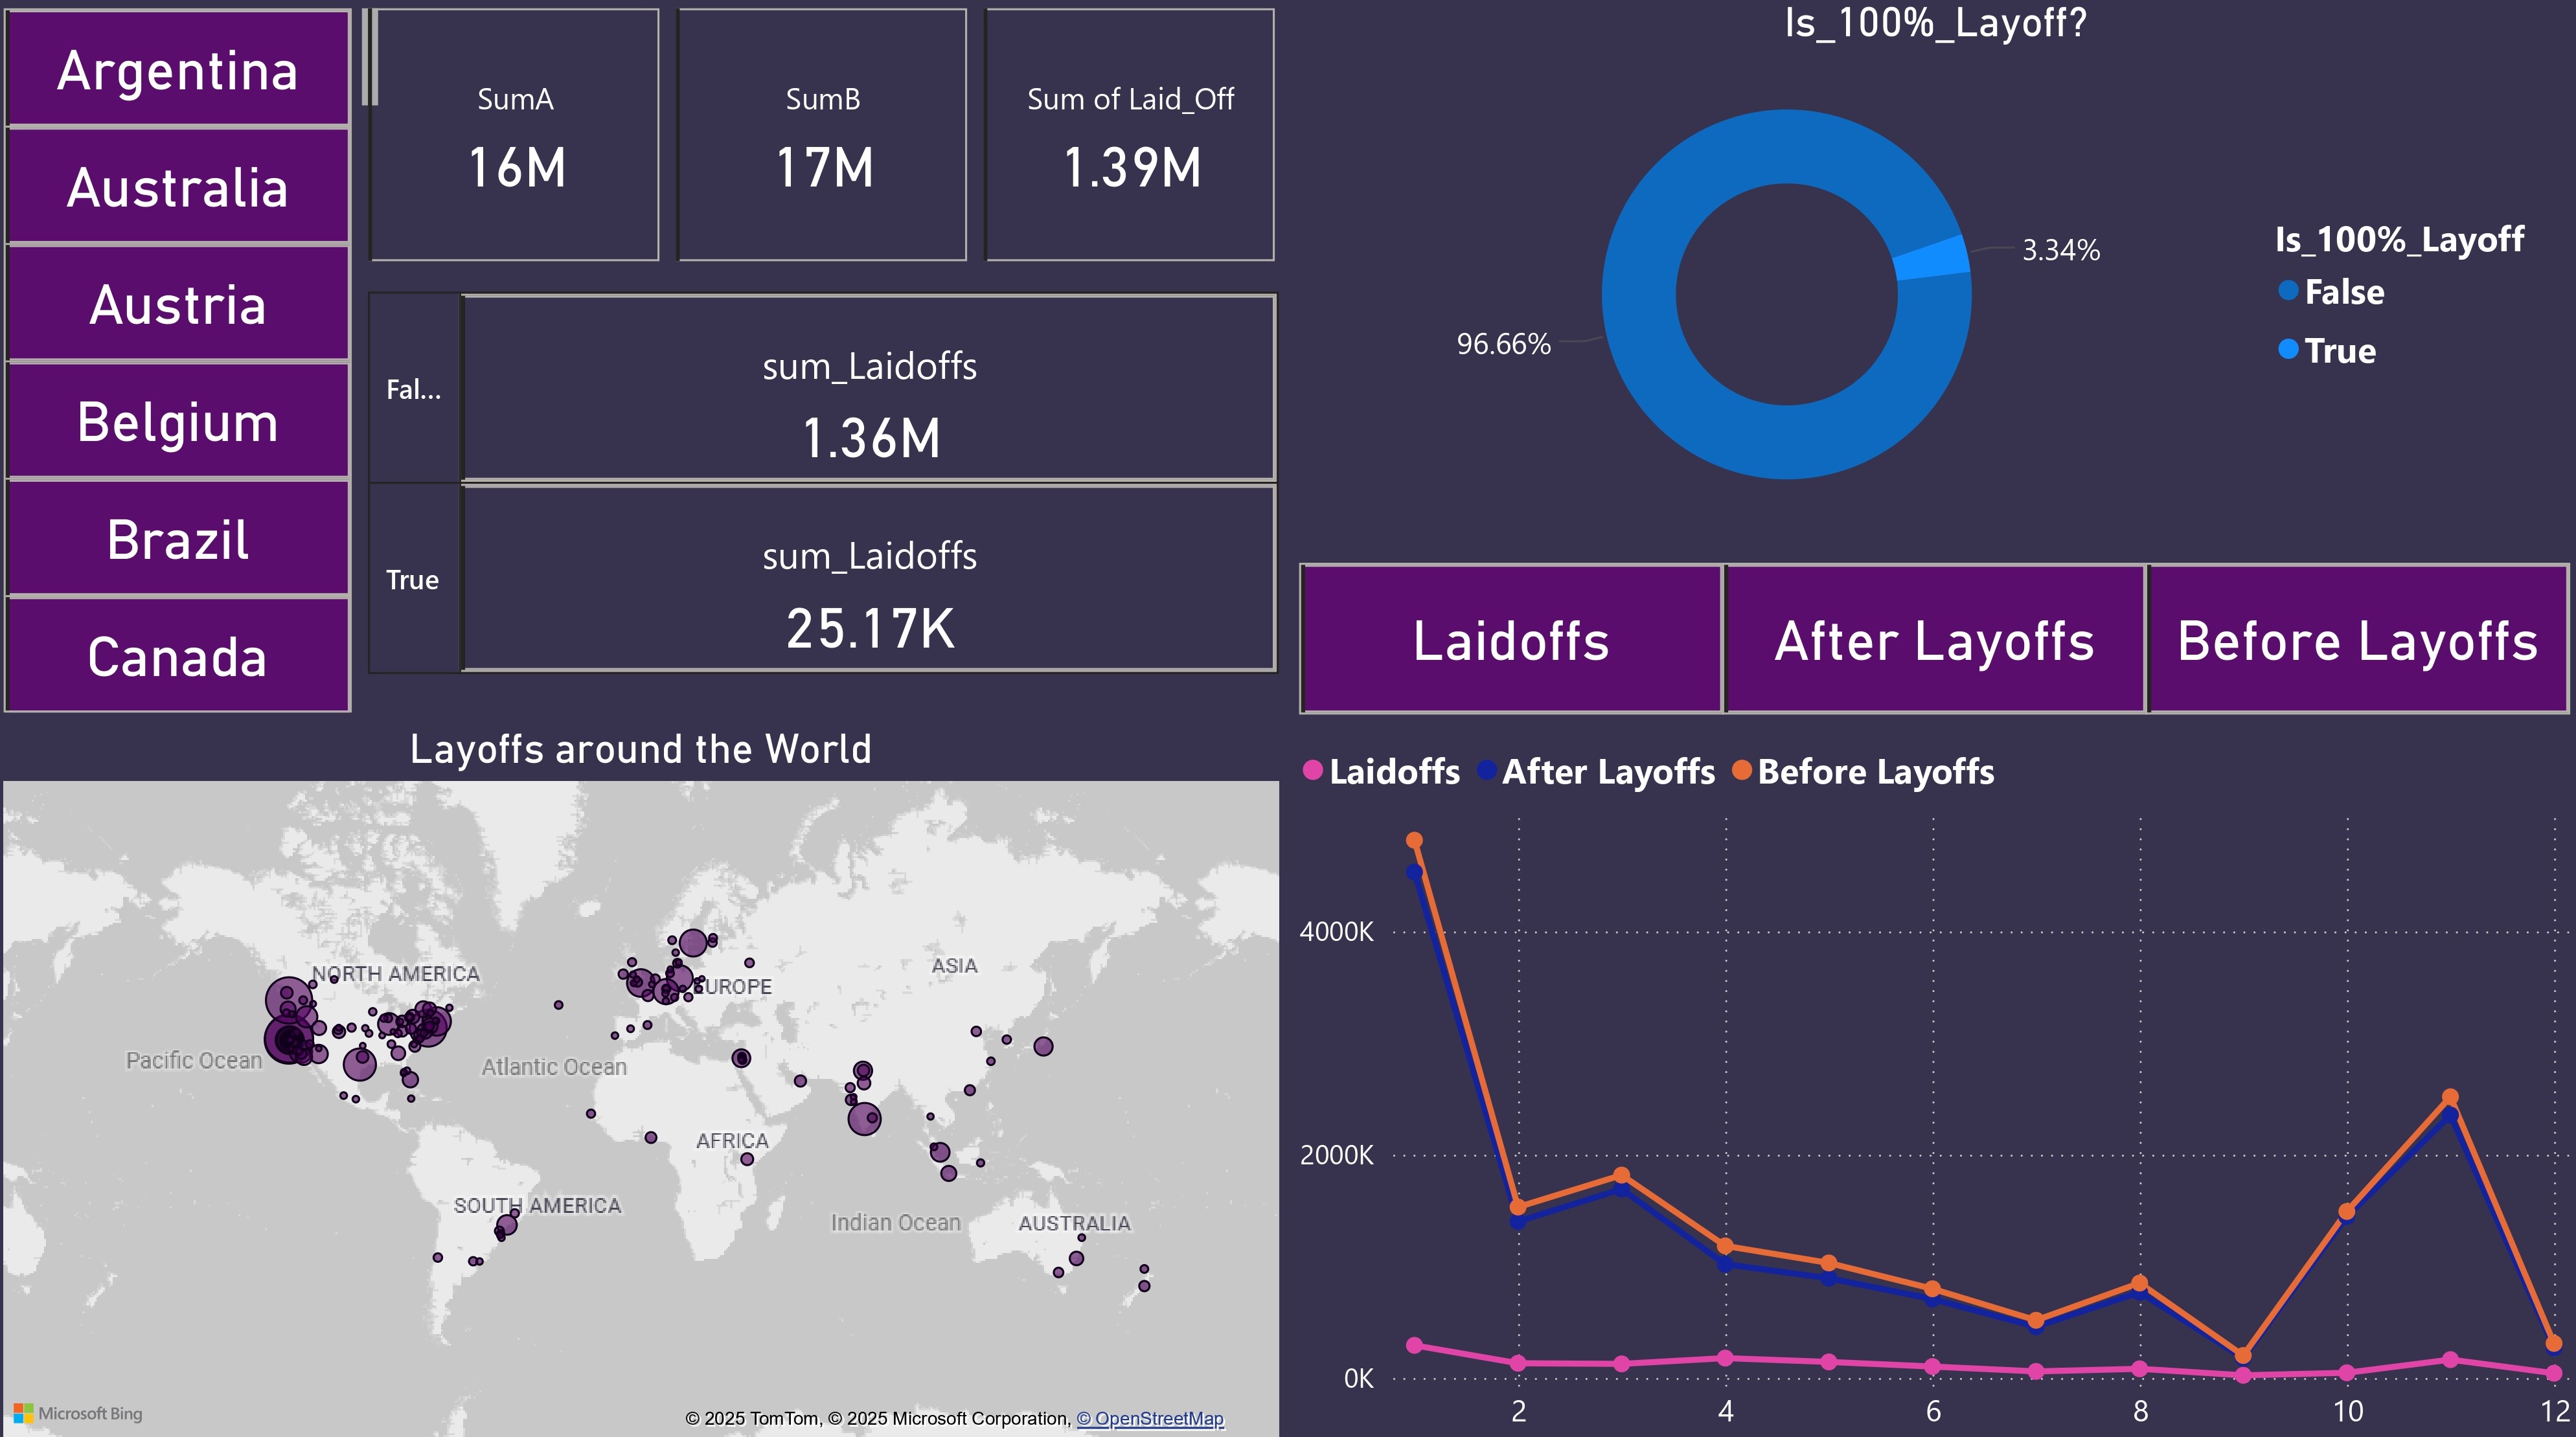 Argentina
Australia
Austria
Belgium
Brazil
Canada
SumA
16M
SumB
17M
Sum of Laid_Off
1.39M
Fal...
sum_Laidoffs
1.36M
True
sum_Laidoffs
25.17K
Is_100%_Layoff?
3.34%
96.66%
Is_100%_Layoff
False
True
Laidoffs
After Layoffs
Before Layoffs
Layoffs around the World
NORTH AMERICA
EUROPE
ASIA
Pacific Ocean
Atlantic Ocean
AFRICA
SOUTH AMERICA
Indian Ocean
AUSTRALIA
Microsoft Bing
© 2025 TomTom, © 2025 Microsoft Corporation, © OpenStreetMap
Laidoffs After Layoffs Before Layoffs
4000K
2000K
0K
2 4 6 8 10 12